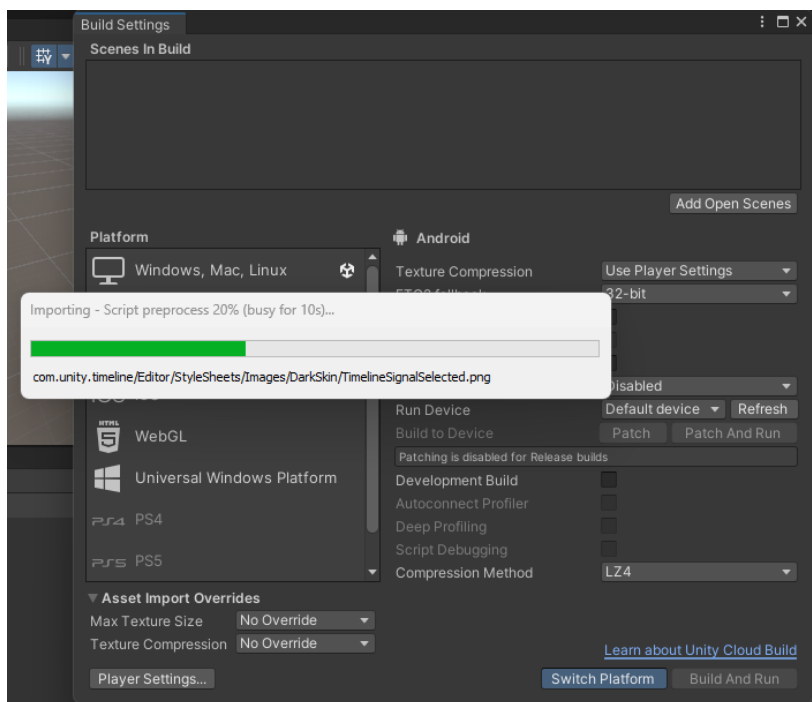 Build Settings
Scenes In Build
Add Open Scenes
Platform
Windows, Mac, Linux
Android
Texture Compression Use Player Settings
32-bit
Importing - Script preprocess 20% (busy for 10s)...
com.unity.timeline/Editor/StyleSheets/Images/DarkSkin/TimelineSignalSelected.png
Disabled
Run Device Default device Refresh
HTML
5
WebGL
Build to Device Patch Patch And Run
Patching is disabled for Release builds
Universal Windows Platform
Development Build
Autoconnect Profiler
PS4 PS4
Deep Profiling
Script Debugging
PS5 PS5
Compression Method LZ4
Asset Import Overrides
Max Texture Size No Override
Texture Compression No Override
Learn about Unity Cloud Build
Player Settings...
Switch Platform
Build And Run